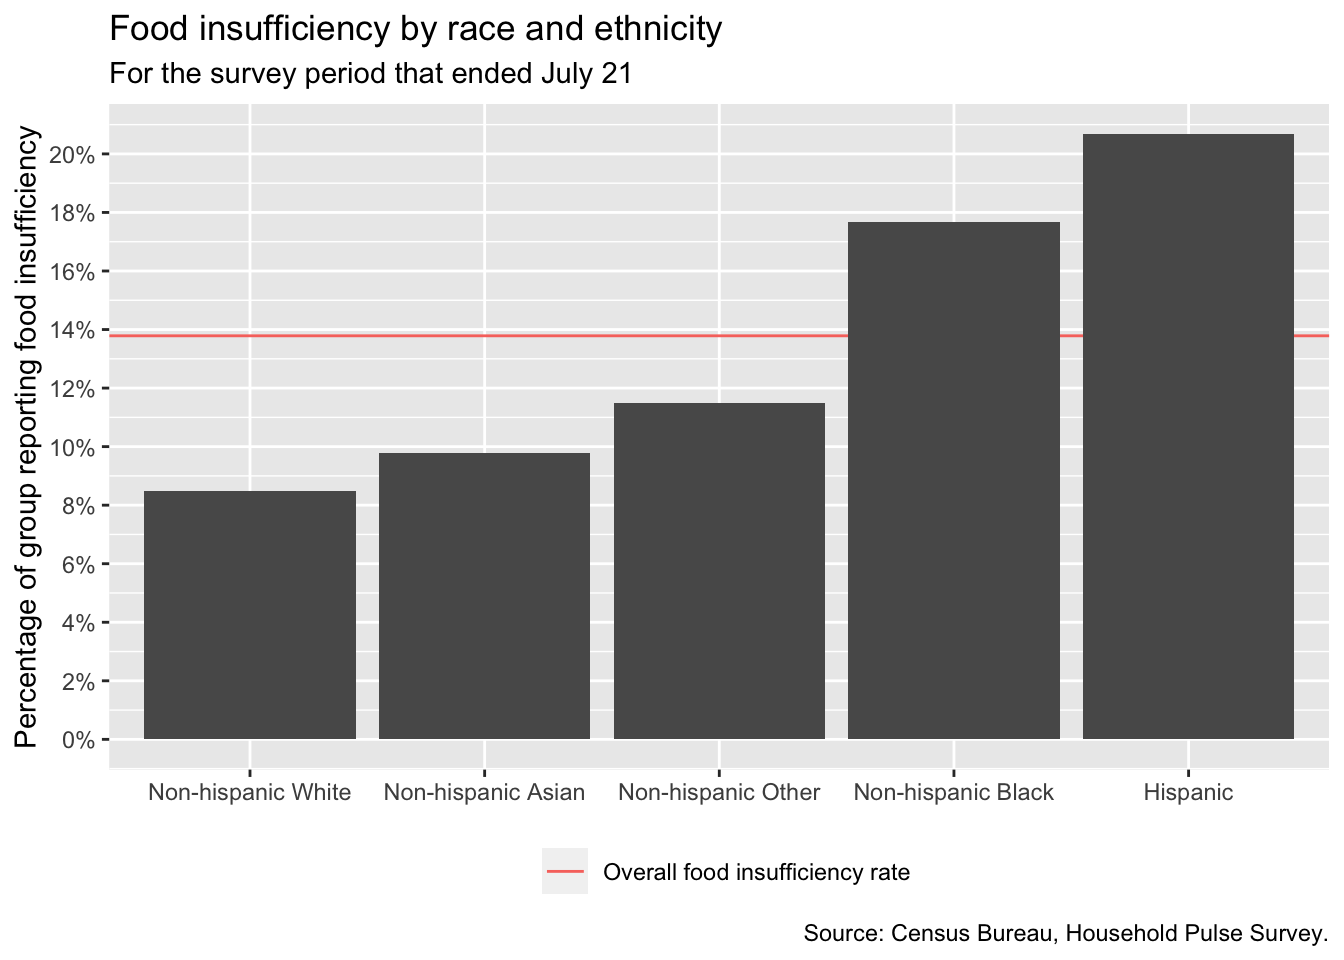 Food insufficiency by race and ethnicity
For the survey period that ended July 21
Percentage of group reporting food insufficiency
20%
18%
16%
14%
12%
10%
8%
6%
4%
2%
0%
Non-hispanic White
Non-hispanic Asian
Non-hispanic Other
Non-hispanic Black
Hispanic
Overall food insufficiency rate
Source: Census Bureau, Household Pulse Survey.